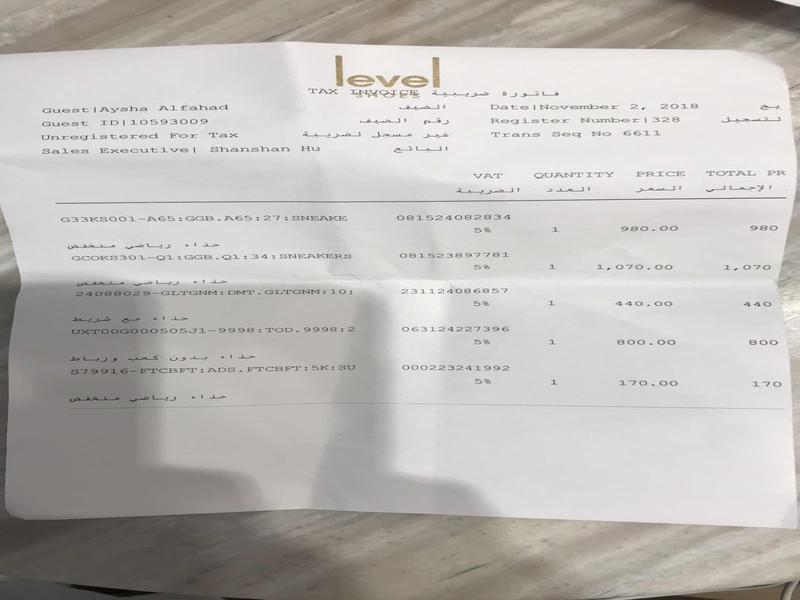 level
SHOES
TAX INVOICE فاتورة ضريبية
Guest|Aysha Alfahad الضيف Date|November 2, 2018
Guest ID|10593009 رقم الضيف Register Number|328
Unregistered For Tax غير مسجل لضريبة Trans Seq No 6611
Sales Executive| Shanshan Hu البائع
VAT QUANTITY PRICE TOTAL PR
الضريبة العدد السعر الإجمالي
G33KS001-A65:GGB.A65:27:SNEAKE 081524082834
5% 1 980.00 980
حذاء رياضي منخفض
GCOKS301-Q1:GGB.Q1:34:SNEAKERS 081523897781
5% 1 1,070.00 1,070
حذاء رياضي منخفض
24088029-GLTGNM:DMT.GLTGNM:10: 231124086857
5% 1 440.00 440
حذاء مع شريط
UXT00G000505J1-9998:TOD.9998:2 063124227396
5% 1 800.00 800
حذاء بدون كعب ورباط
S79916-FTCBFT:ADS.FTCBFT:5K:SU 000223241992
5% 1 170.00 170
حذاء رياضي منخفض